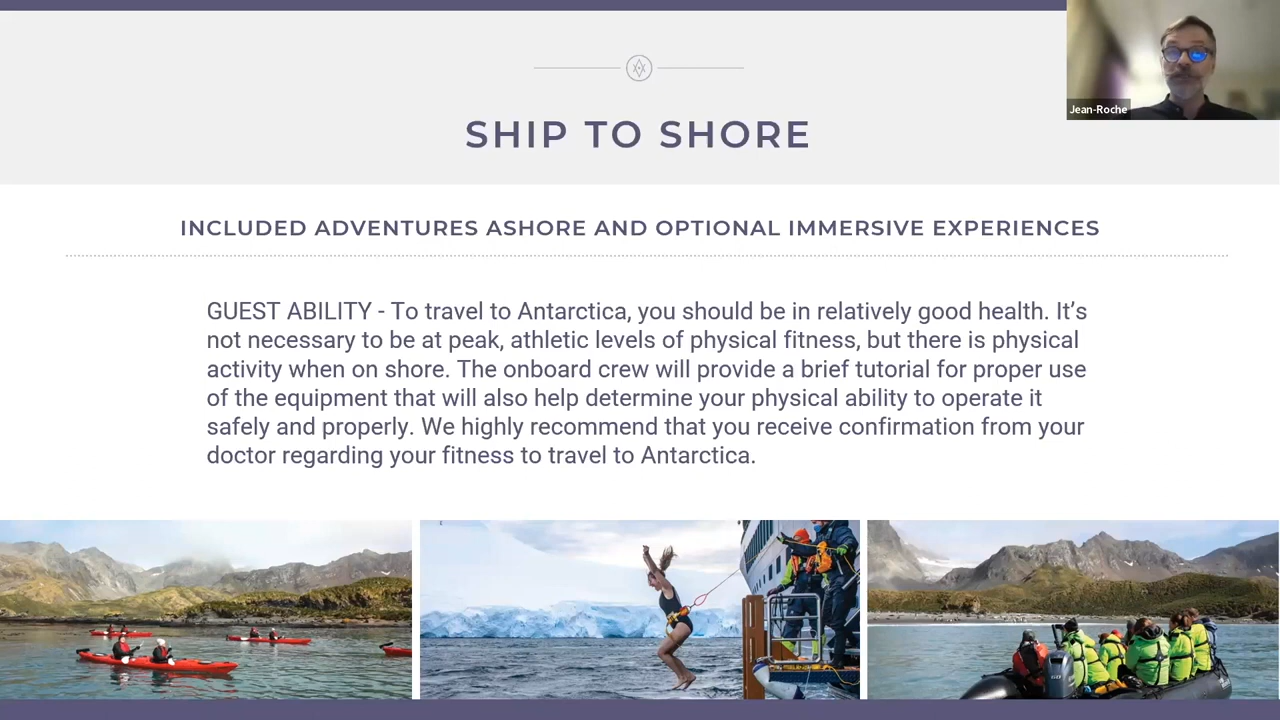 Jean-Roche
SHIP TO SHORE
INCLUDED ADVENTURES ASHORE AND OPTIONAL IMMERSIVE EXPERIENCES
GUEST ABILITY - To travel to Antarctica, you should be in relatively good health. It’s
not necessary to be at peak, athletic levels of physical fitness, but there is physical
activity when on shore. The onboard crew will provide a brief tutorial for proper use
of the equipment that will also help determine your physical ability to operate it
safely and properly. We highly recommend that you receive confirmation from your
doctor regarding your fitness to travel to Antarctica.